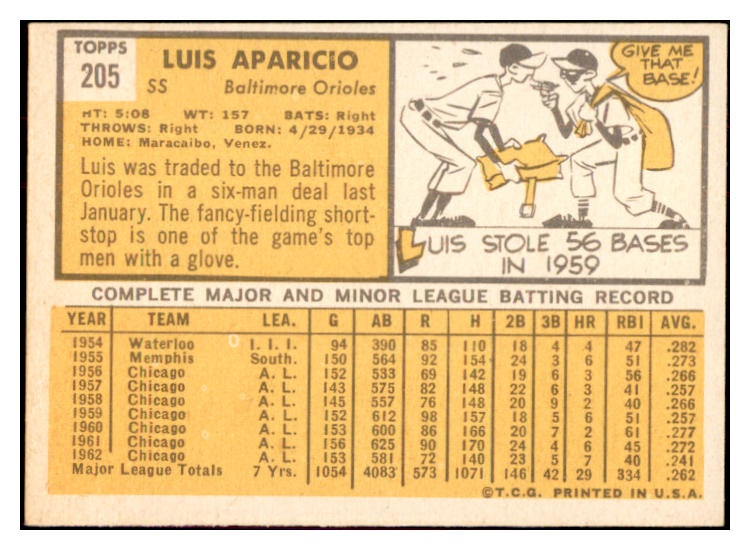 TOPPS
205
LUIS APARICIO
SS Baltimore Orioles
HT: 5:08 WT: 157 BATS: Right
THROWS: Right BORN: 4/29/1934
HOME: Maracaibo, Venez.
Luis was traded to the Baltimore
Orioles in a six-man deal last
January. The fancy-fielding short-
stop is one of the game's top
men with a glove.
GIVE ME
THAT
BASE!
LUIS STOLE 56 BASES
IN 1959
COMPLETE MAJOR AND MINOR LEAGUE BATTING RECORD
YEAR TEAM LEA. G AB R H 2B 3B HR RBI AVG.
1954 Waterloo I. I. I. 94 390 85 110 18 4 4 47 .282
1955 Memphis South. 150 564 92 154 24 3 6 51 .273
1956 Chicago A. L. 152 533 69 142 19 6 3 56 .266
1957 Chicago A. L. 143 575 82 148 22 6 3 41 .257
1958 Chicago A. L. 145 557 76 148 20 9 2 40 .266
1959 Chicago A. L. 152 612 98 157 18 5 6 51 .257
1960 Chicago A. L. 153 600 86 166 20 7 2 61 .277
1961 Chicago A. L. 156 625 90 170 24 4 6 45 .272
1962 Chicago A. L. 153 581 72 140 23 5 7 40 .241
Major League Totals 7 Yrs. 1054 4083 573 1071 146 42 29 334 .262
©T.C.G. PRINTED IN U.S.A.